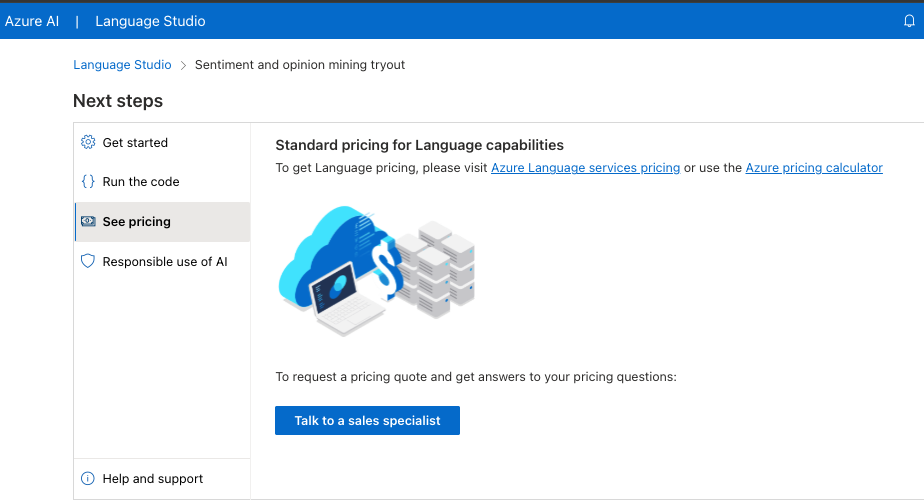 Azure AI | Language Studio
Language Studio > Sentiment and opinion mining tryout
Next steps
Get started
Run the code
See pricing
Responsible use of AI
Help and support
Standard pricing for Language capabilities
To get Language pricing, please visit Azure Language services pricing or use the Azure pricing calculator
$
To request a pricing quote and get answers to your pricing questions:
Talk to a sales specialist